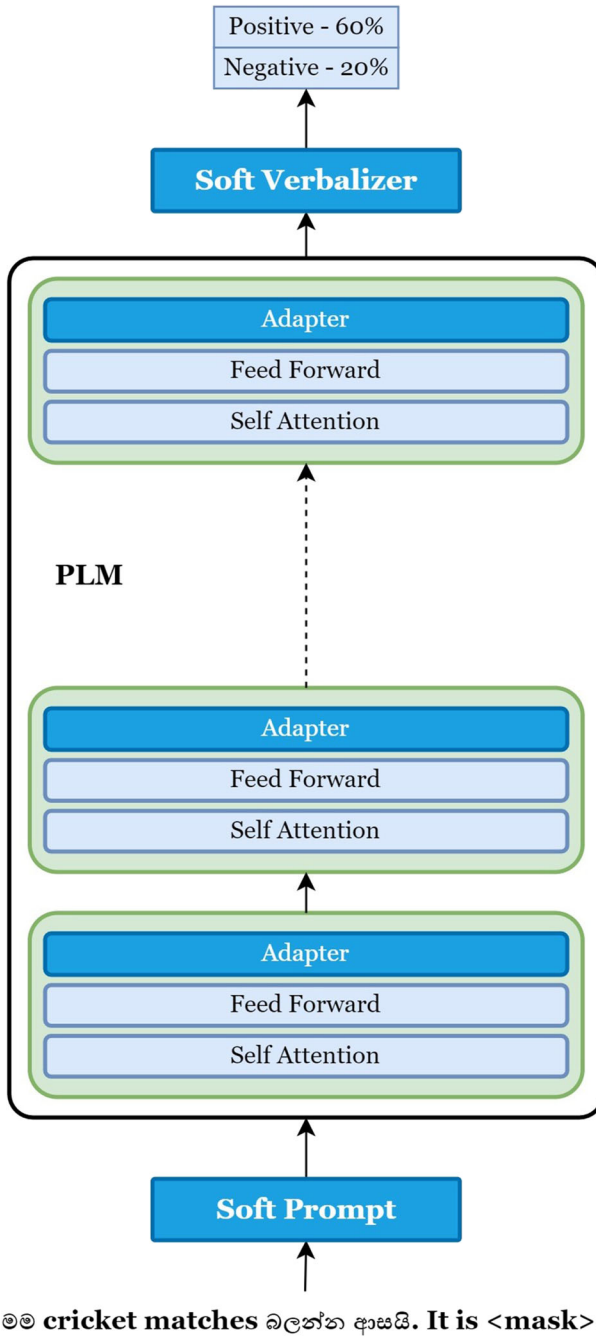 Positive - 60%
Negative - 20%
Soft Verbalizer
Adapter
Feed Forward
Self Attention
PLM
Adapter
Feed Forward
Self Attention
Adapter
Feed Forward
Self Attention
Soft Prompt
මම cricket matches බලන්න ආසයි. It is <mask>